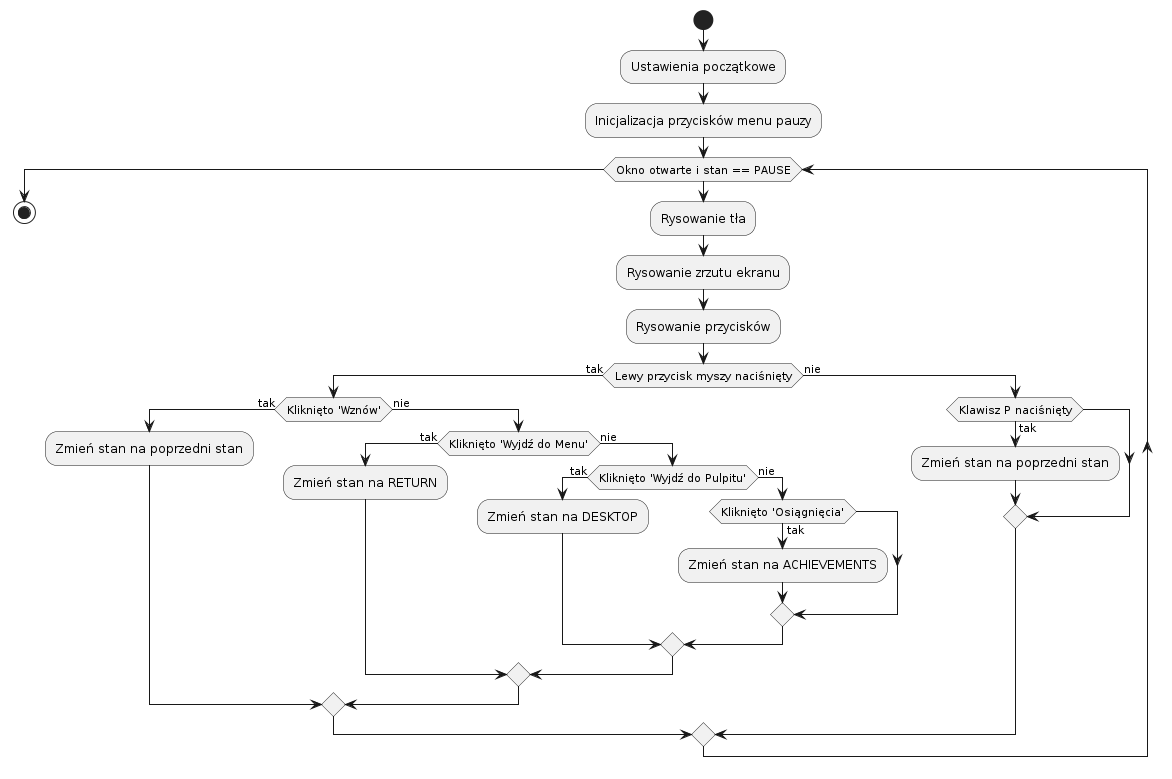 Ustawienia początkowe
Inicjalizacja przycisków menu pauzy
Okno otwarte i stan == PAUSE
Rysowanie tła
Rysowanie zrzutu ekranu
Rysowanie przycisków
tak
Lewy przycisk myszy naciśnięty
nie
tak
Kliknięto 'Wznów'
nie
Klawisz P naciśnięty
tak
Zmień stan na poprzedni stan
tak
Kliknięto 'Wyjdź do Menu'
nie
Zmień stan na poprzedni stan
Zmień stan na RETURN
tak
Kliknięto 'Wyjdź do Pulpitu'
nie
Zmień stan na DESKTOP
Kliknięto 'Osiągnięcia'
tak
Zmień stan na ACHIEVEMENTS